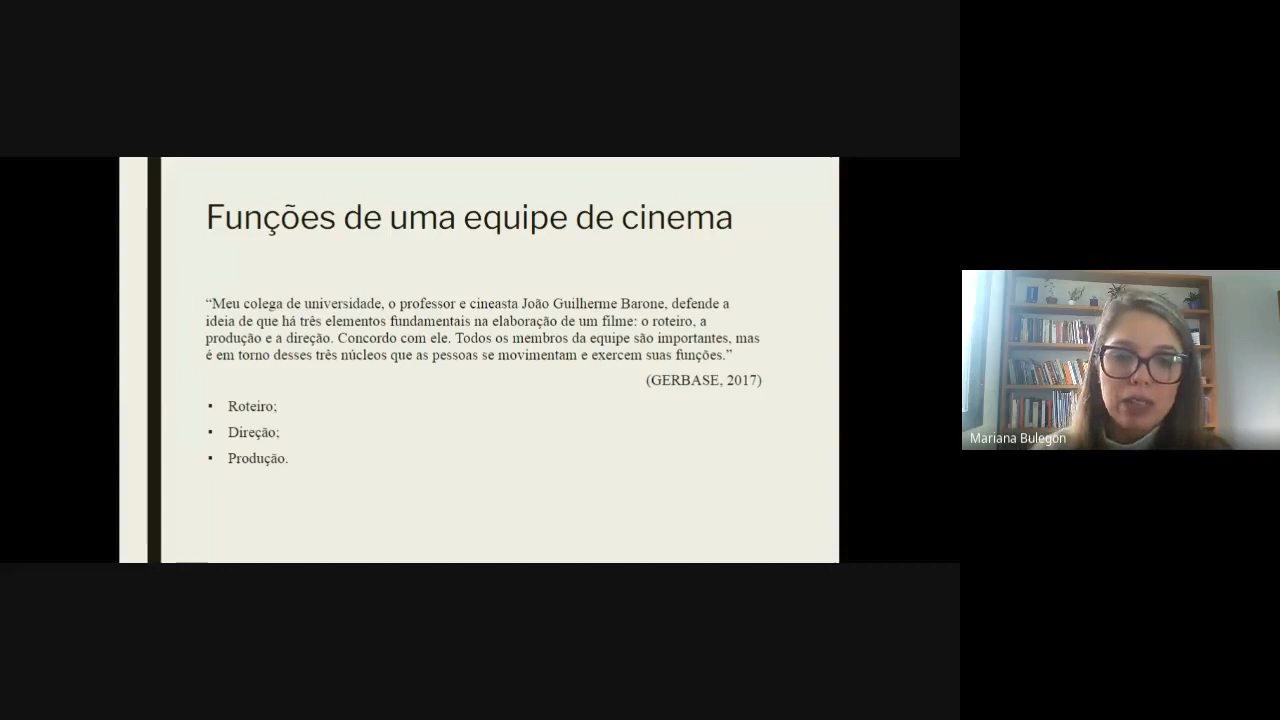 Funções de uma equipe de cinema
“Meu colega de universidade, o professor e cineasta João Guilherme Barone, defende a
ideia de que há três elementos fundamentais na elaboração de um filme: o roteiro, a
produção e a direção. Concordo com ele. Todos os membros da equipe são importantes, mas
é em torno desses três núcleos que as pessoas se movimentam e exercem suas funções.”
(GERBASE, 2017)
• Roteiro;
• Direção;
• Produção.
Mariana Bulegon